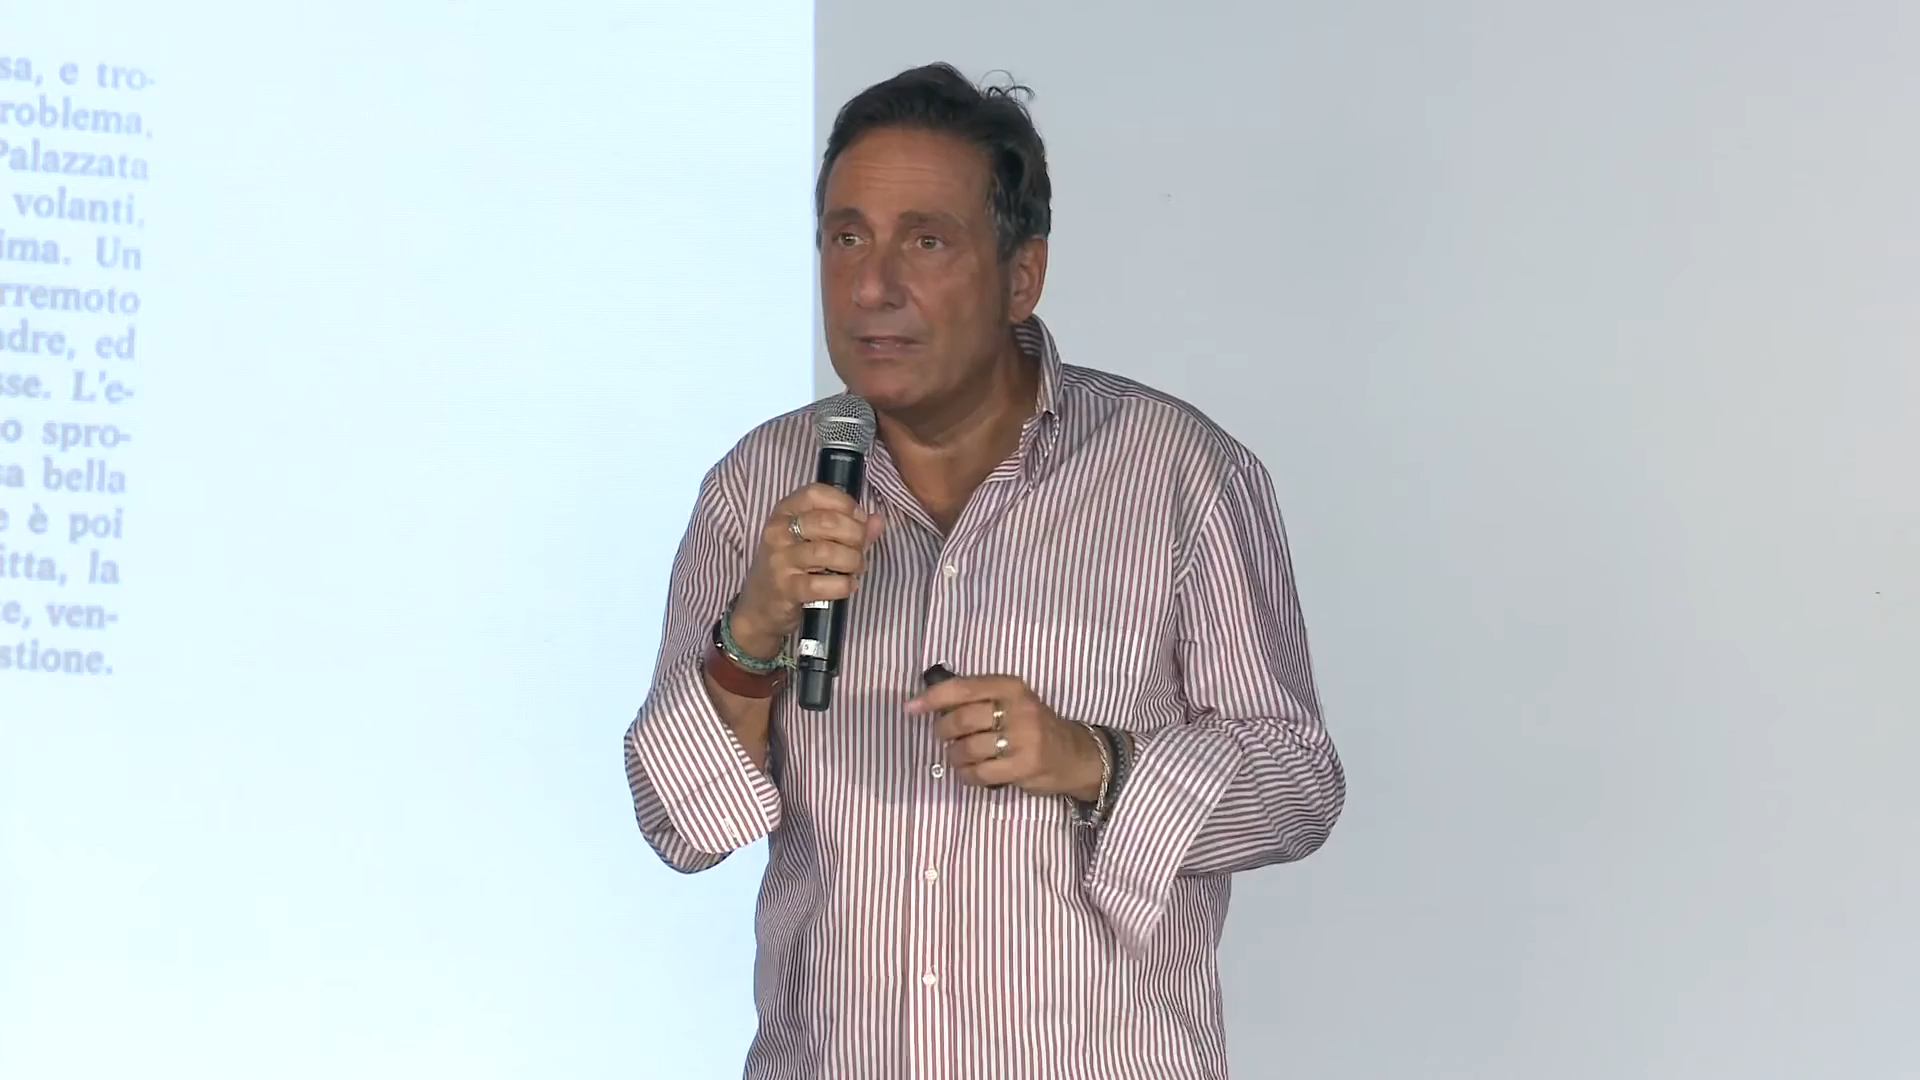 sa, e tro-
roblema,
Palazzata
volanti,
ima. Un
rremoto
adre, ed
sse. L'e-
o spro-
sa bella
e è poi
itta, la
e, ven-
stione.